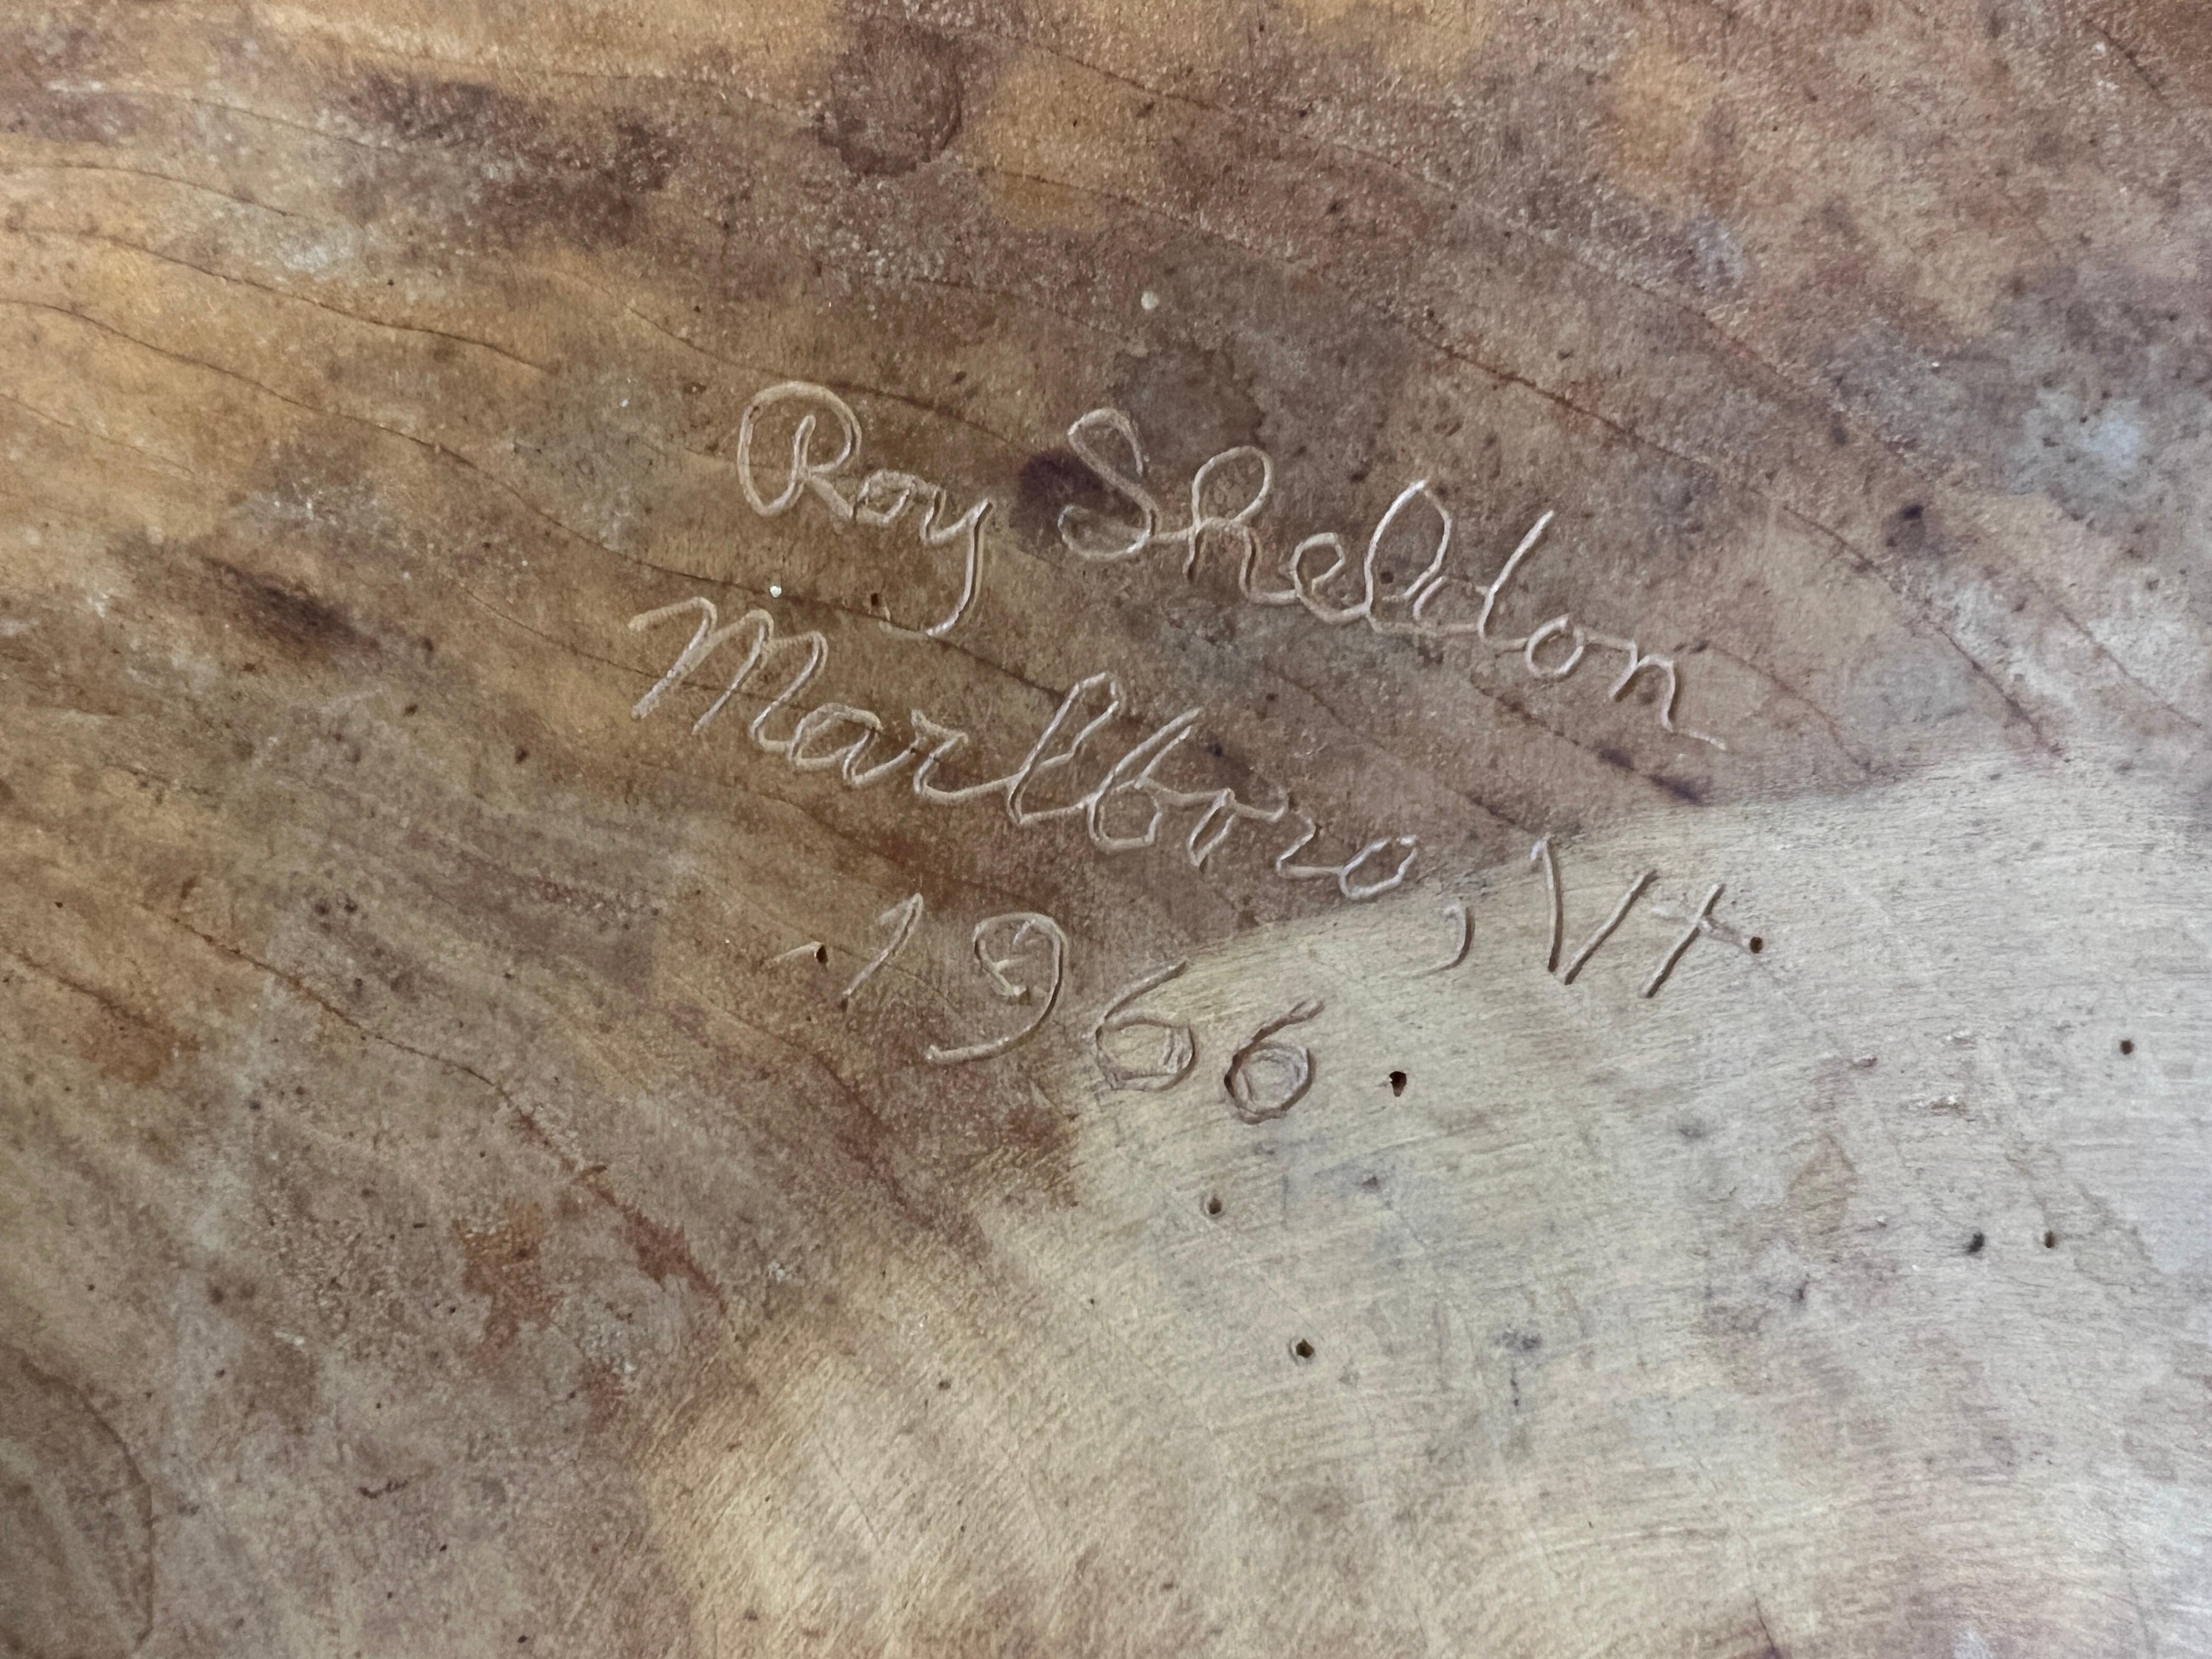 Roy Sheldon
Marlboro, Vt
1966